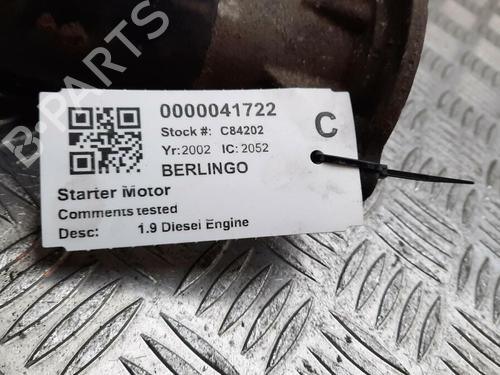 B-PARTS
0000041722
Stock #: C84202
C
Yr:2002 IC:2052
BERLINGO
Starter Motor
Comments tested
Desc: 1.9 Diesel Engine